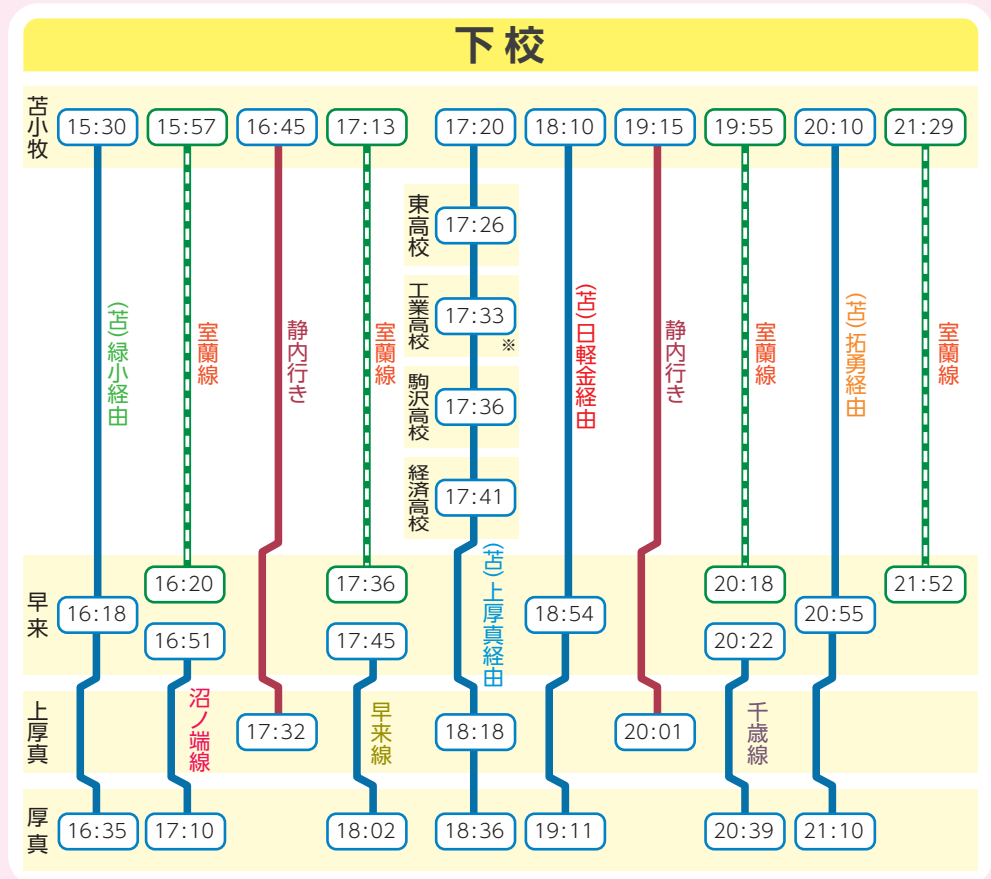 下校
苫小牧
15:30
15:57
16:45
17:13
17:20
18:10
19:15
19:55
20:10
21:29
東高校
17:26
工業高校
17:33
※
駒沢高校
17:36
経済高校
17:41
(苫)緑小経由
室蘭線
静内行き
室蘭線
(苫)上厚真経由
(苫)日軽金経由
静内行き
室蘭線
(苫)拓勇経由
室蘭線
早来
16:18
16:20
16:51
17:36
17:45
18:54
20:18
20:22
20:55
21:52
上厚真
沼ノ端線
17:32
早来線
18:18
20:01
千歳線
厚真
16:35
17:10
18:02
18:36
19:11
20:39
21:10